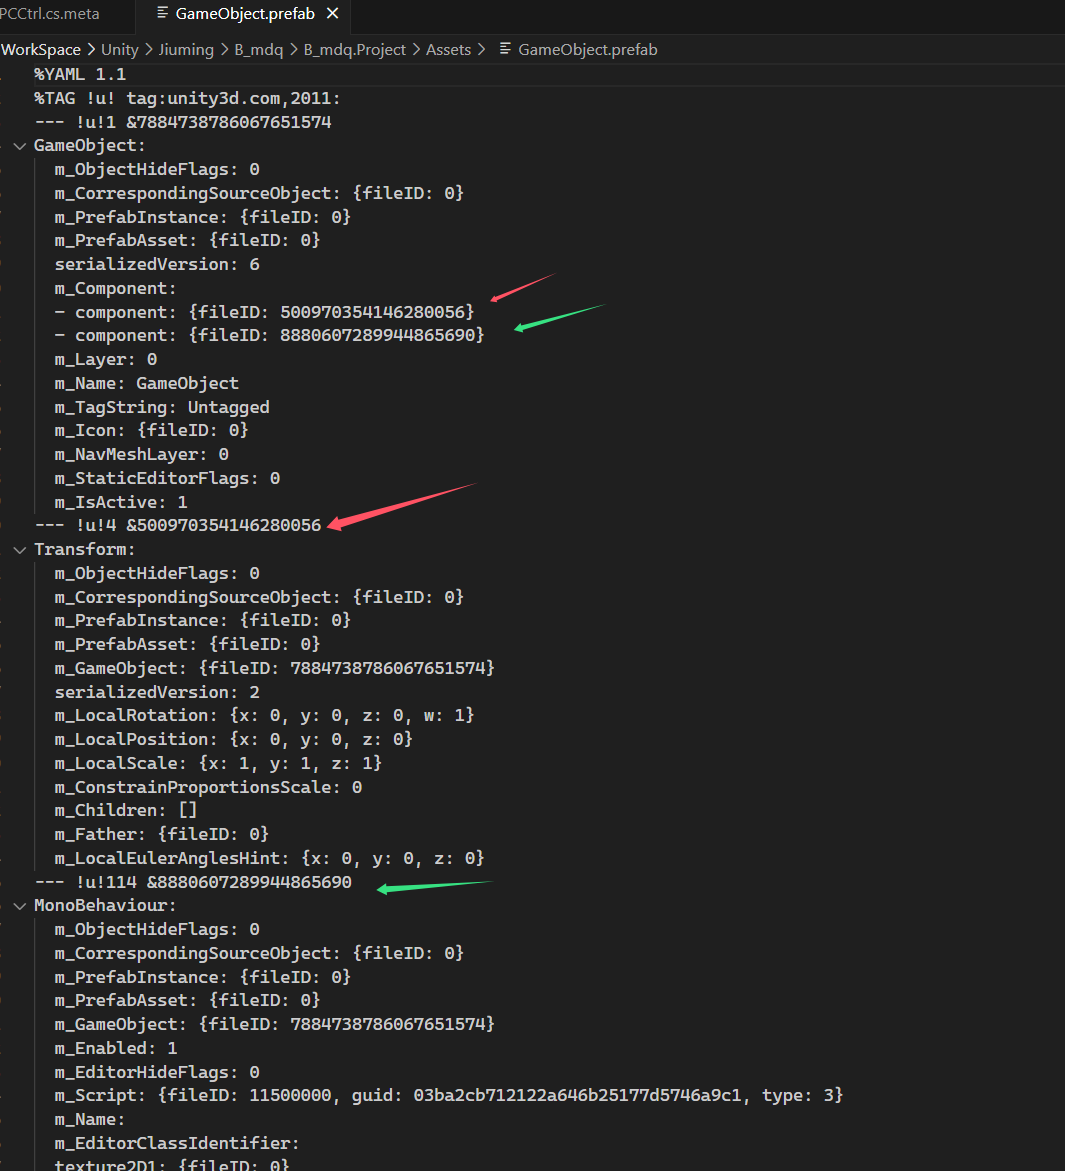 PCCtrl.cs.meta GameObject.prefab
WorkSpace > Unity > Jiuming > B_mdq > B_mdq.Project > Assets > GameObject.prefab
%YAML 1.1
%TAG !u! tag:unity3d.com,2011:
--- !u!1 &7884738786067651574
GameObject:
m_ObjectHideFlags: 0
m_CorrespondingSourceObject: {fileID: 0}
m_PrefabInstance: {fileID: 0}
m_PrefabAsset: {fileID: 0}
serializedVersion: 6
m_Component:
- component: {fileID: 500970354146280056}
- component: {fileID: 8880607289944865690}
m_Layer: 0
m_Name: GameObject
m_TagString: Untagged
m_Icon: {fileID: 0}
m_NavMeshLayer: 0
m_StaticEditorFlags: 0
m_IsActive: 1
--- !u!4 &500970354146280056
Transform:
m_ObjectHideFlags: 0
m_CorrespondingSourceObject: {fileID: 0}
m_PrefabInstance: {fileID: 0}
m_PrefabAsset: {fileID: 0}
m_GameObject: {fileID: 7884738786067651574}
serializedVersion: 2
m_LocalRotation: {x: 0, y: 0, z: 0, w: 1}
m_LocalPosition: {x: 0, y: 0, z: 0}
m_LocalScale: {x: 1, y: 1, z: 1}
m_ConstrainProportionsScale: 0
m_Children: []
m_Father: {fileID: 0}
m_LocalEulerAnglesHint: {x: 0, y: 0, z: 0}
--- !u!114 &8880607289944865690
MonoBehaviour:
m_ObjectHideFlags: 0
m_CorrespondingSourceObject: {fileID: 0}
m_PrefabInstance: {fileID: 0}
m_PrefabAsset: {fileID: 0}
m_GameObject: {fileID: 7884738786067651574}
m_Enabled: 1
m_EditorHideFlags: 0
m_Script: {fileID: 11500000, guid: 03ba2cb712122a646b25177d5746a9c1, type: 3}
m_Name:
m_EditorClassIdentifier:
texture2D1: {fileID: 0}